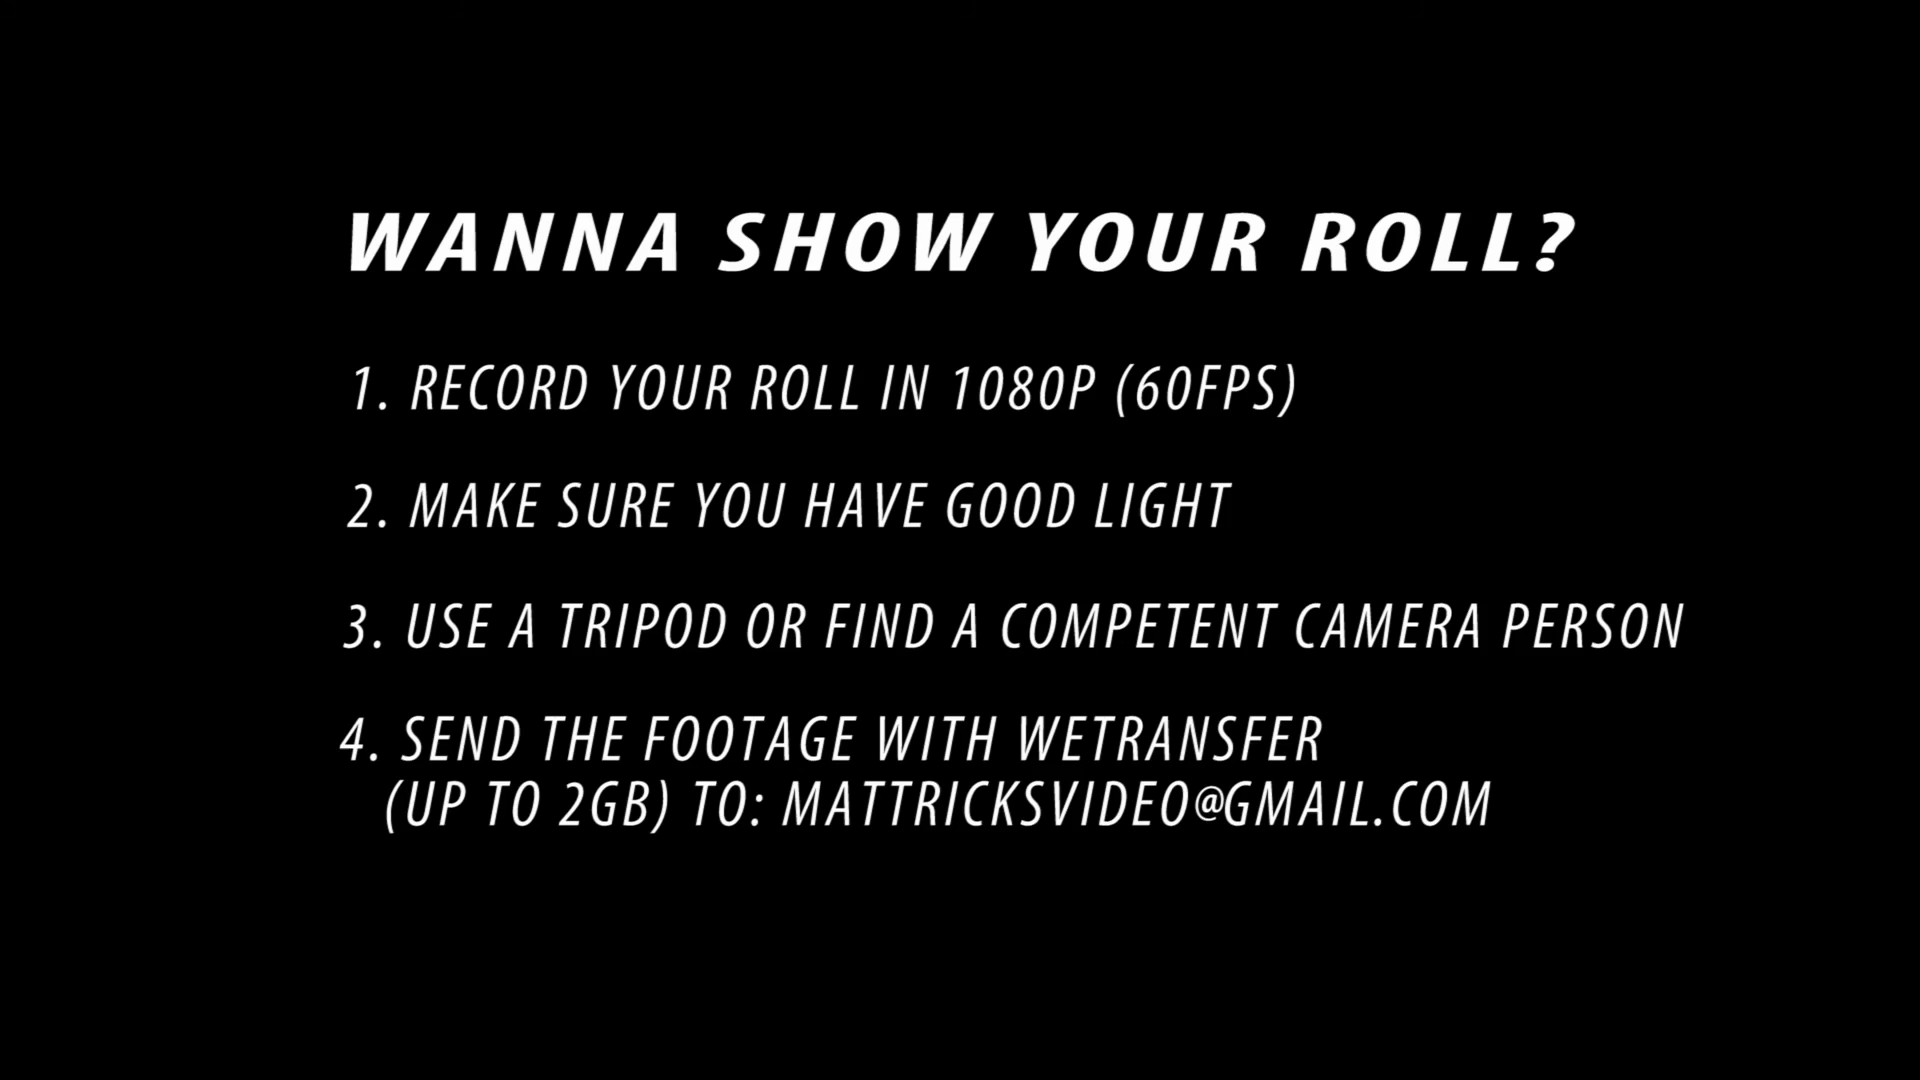 WANNA SHOW YOUR ROLL?
1. RECORD YOUR ROLL IN 1080P (60FPS)
2. MAKE SURE YOU HAVE GOOD LIGHT
3. USE A TRIPOD OR FIND A COMPETENT CAMERA PERSON
4. SEND THE FOOTAGE WITH WETRANSFER
(UP TO 2GB) TO: MATTRICKSVIDEO@GMAIL.COM